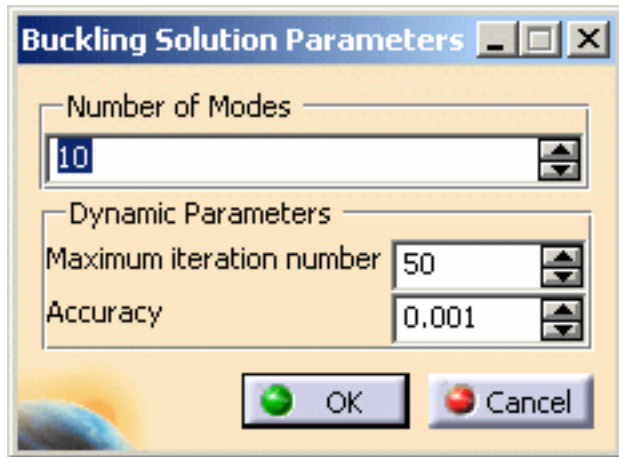 Buckling Solution Parameters
Number of Modes
10
Dynamic Parameters
Maximum iteration number 50
Accuracy 0.001
OK Cancel